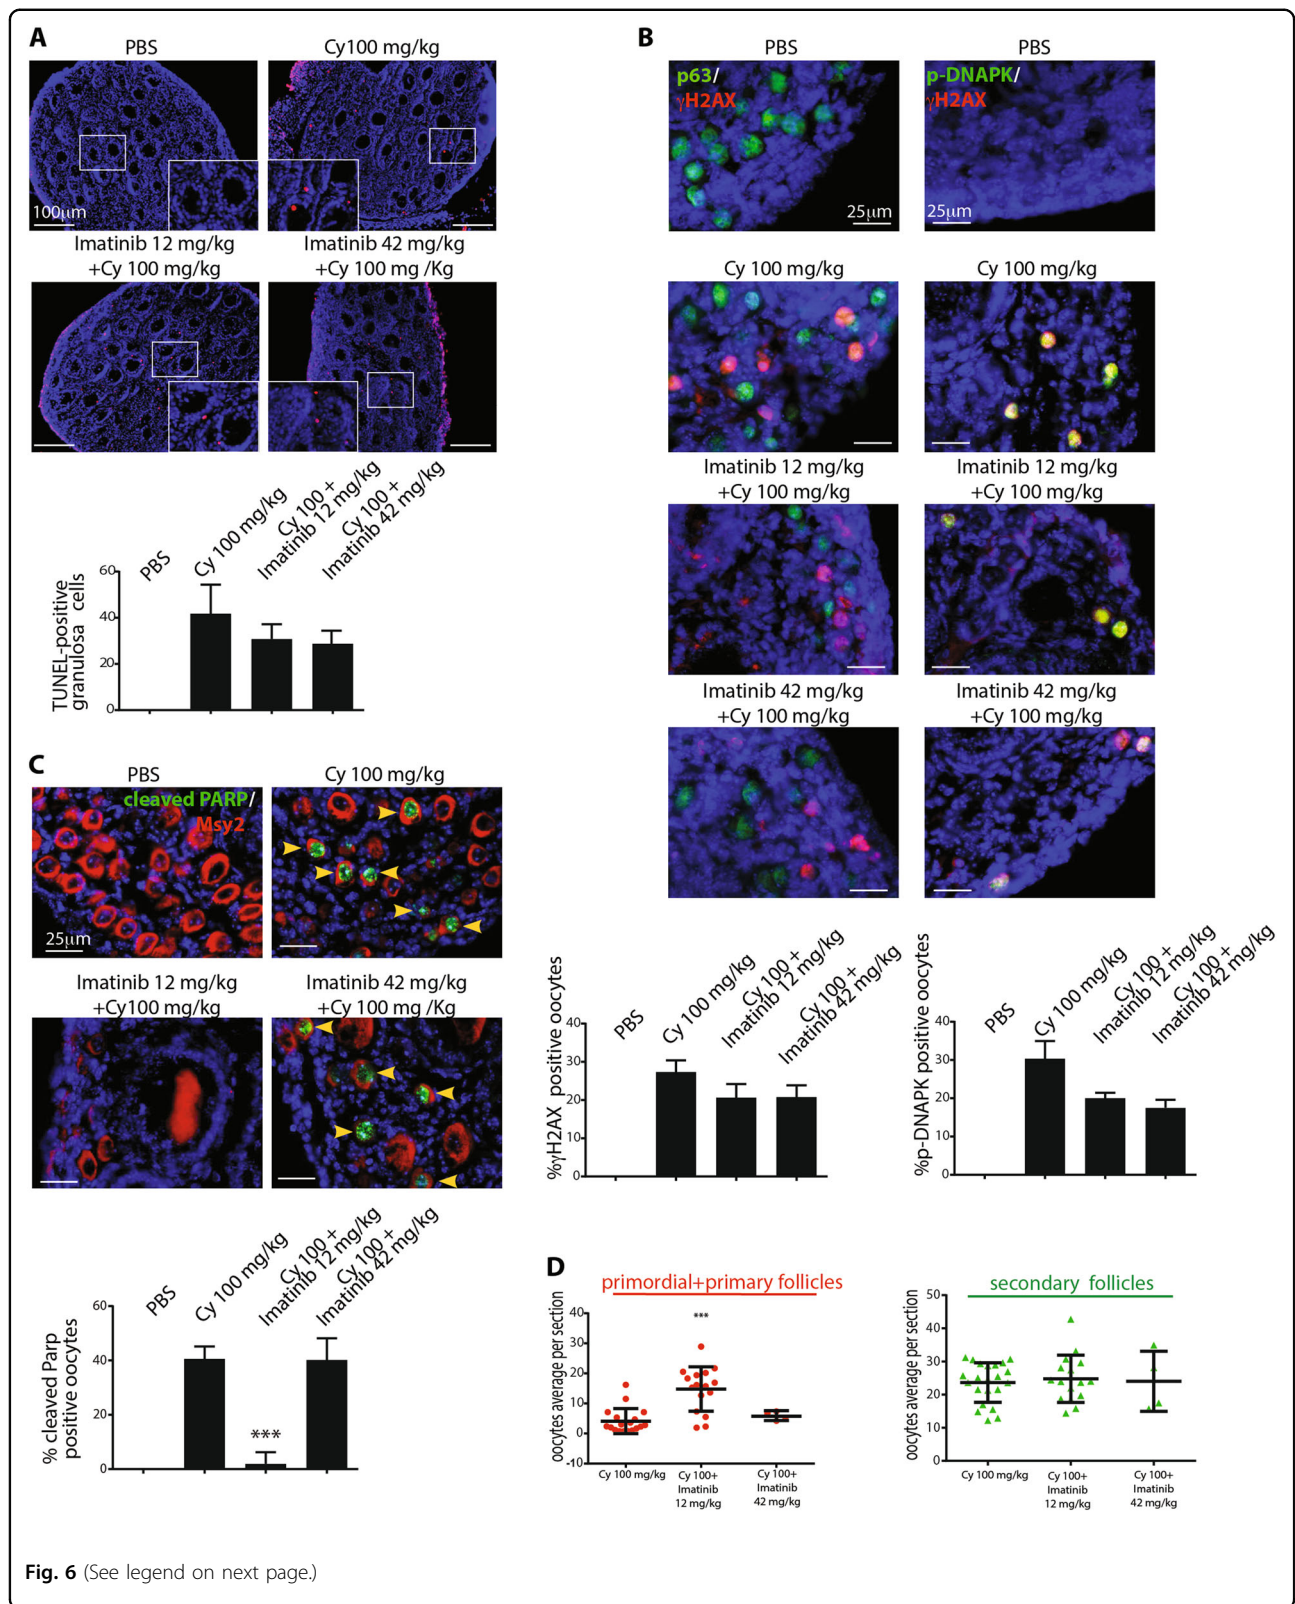 A
PBS
Cy100 mg/kg
100μm
Imatinib 12 mg/kg
+Cy 100 mg/kg
Imatinib 42 mg/kg
+Cy 100 mg /Kg
PBS
Cy 100 mg/kg
Cy 100 +
Imatinib 12 mg/kg
Cy 100 +
Imatinib 42 mg/kg
TUNEL-positive
granulosa cells
60
40
20
0
B
PBS
PBS
p63/
γH2AX
25μm
p-DNAPK/
γH2AX
25μm
Cy 100 mg/kg
Cy 100 mg/kg
Imatinib 12 mg/kg
+Cy 100 mg/kg
Imatinib 12 mg/kg
+Cy 100 mg/kg
Imatinib 42 mg/kg
+Cy 100 mg/kg
Imatinib 42 mg/kg
+Cy 100 mg/kg
PBS
Cy 100 mg/kg
Cy 100 +
Imatinib 12 mg/kg
Cy 100 +
Imatinib 42 mg/kg
%γH2AX positive oocytes
40
30
20
10
0
PBS
Cy 100 mg/kg
Cy 100 +
Imatinib 12 mg/kg
Cy 100 +
Imatinib 42 mg/kg
%p-DNAPK positive oocytes
40
30
20
10
0
C
PBS
Cy 100 mg/kg
cleaved PARP/
Msy2
25μm
Imatinib 12 mg/kg
+Cy100 mg/kg
Imatinib 42 mg/kg
+Cy 100 mg /Kg
PBS
Cy 100 mg/kg
Cy 100 +
Imatinib 12 mg/kg
Cy 100 +
Imatinib 42 mg/kg
% cleaved Parp
positive oocytes
60
40
20
0
***
D
primordial+primary follicles
oocytes average per section
40
30
20
10
0
-10
***
Cy 100 mg/kg
Cy 100+
Imatinib
12 mg/kg
Cy 100+
Imatinib
42 mg/kg
secondary follicles
oocytes average per section
50
40
30
20
10
0
Cy 100 mg/kg
Cy 100+
Imatinib
12 mg/kg
Cy 100+
Imatinib
42 mg/kg
Fig. 6 (See legend on next page.)